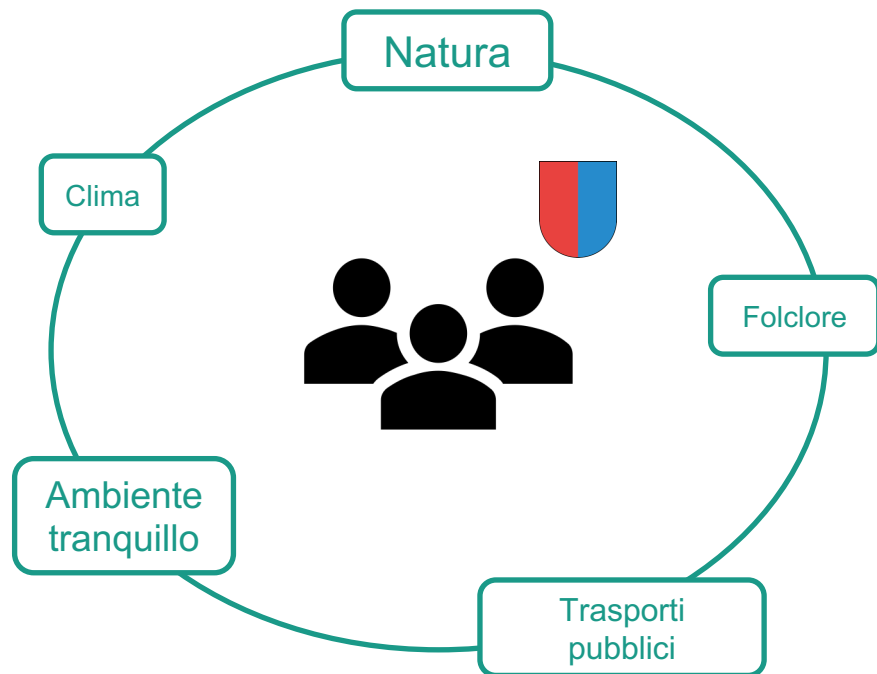 Natura
Clima
Folclore
Ambiente
tranquillo
Trasporti
pubblici